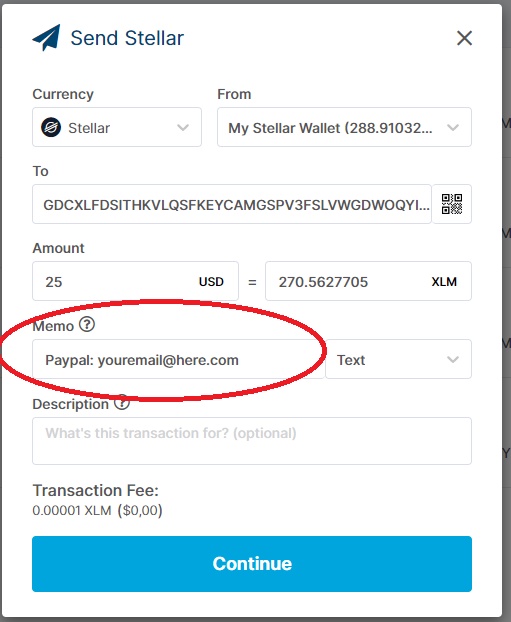 Send Stellar
Currency From
Stellar My Stellar Wallet (288.91032...
To
GDCXLFDSITHKVLQSFKEYCAMGSPV3FSLVWGDWOQYI...
Amount
25 USD = 270.5627705 XLM
Memo ?
Paypal: youremail@here.com Text
Description ?
What's this transaction for? (optional)
Transaction Fee:
0.00001 XLM ($0,00)
Continue